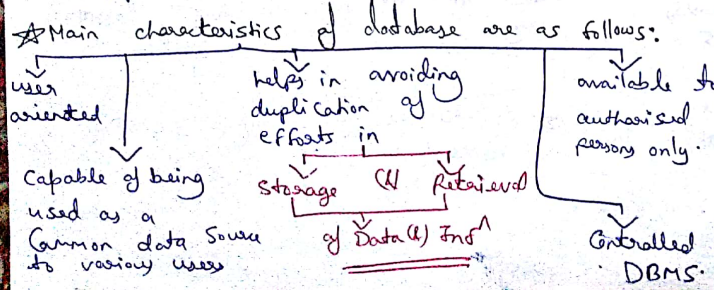 ☆ Main characteristics of database are as follows:
user
oriented
helps in avoiding
duplication of
efforts in
available to
authorised
persons only.
Storage (&) Retrieval
of Data (&) Infⁿ
Capable of being
used as a
Common data Source
to various users
Controlled
DBMS.